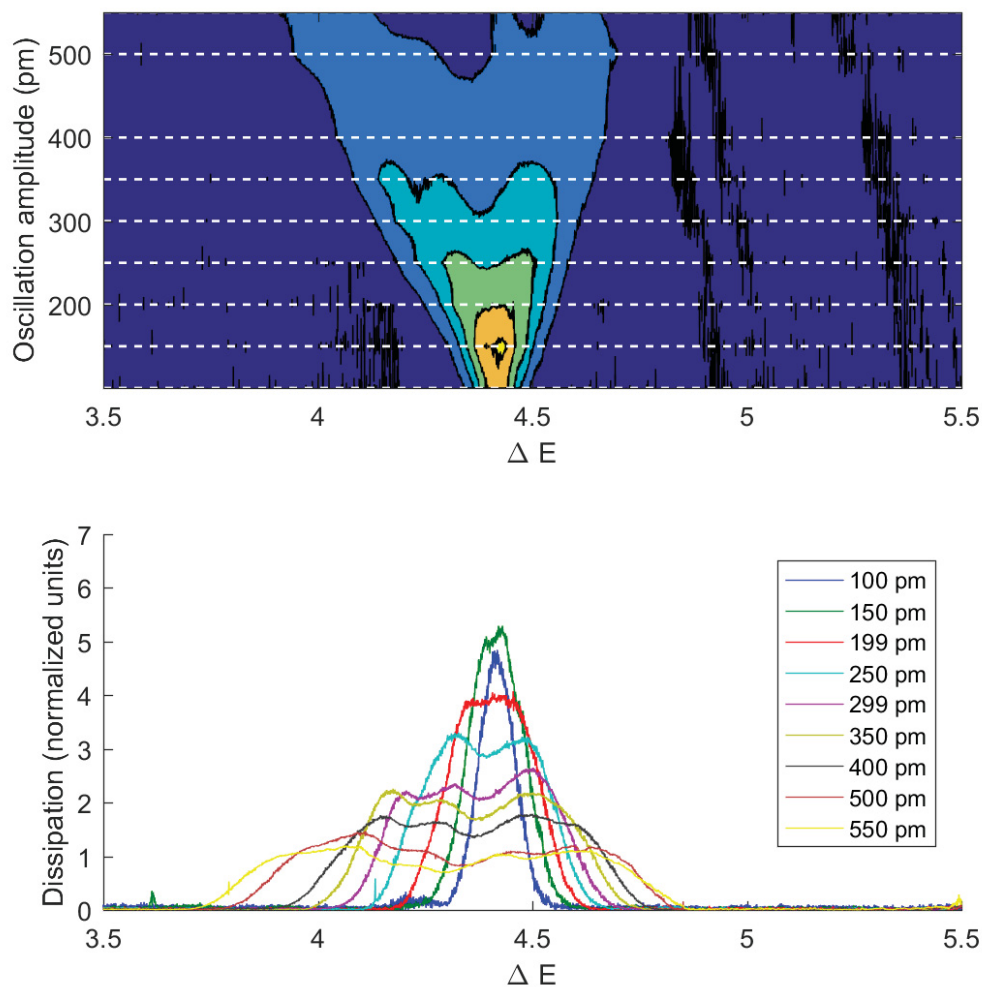 Oscillation amplitude (pm)
500
400
300
200
3.5 4 4.5 5 5.5
Δ E
Dissipation (normalized units)
7
6
5
4
3
2
1
0
100 pm
150 pm
199 pm
250 pm
299 pm
350 pm
400 pm
500 pm
550 pm
3.5 4 4.5 5 5.5
Δ E